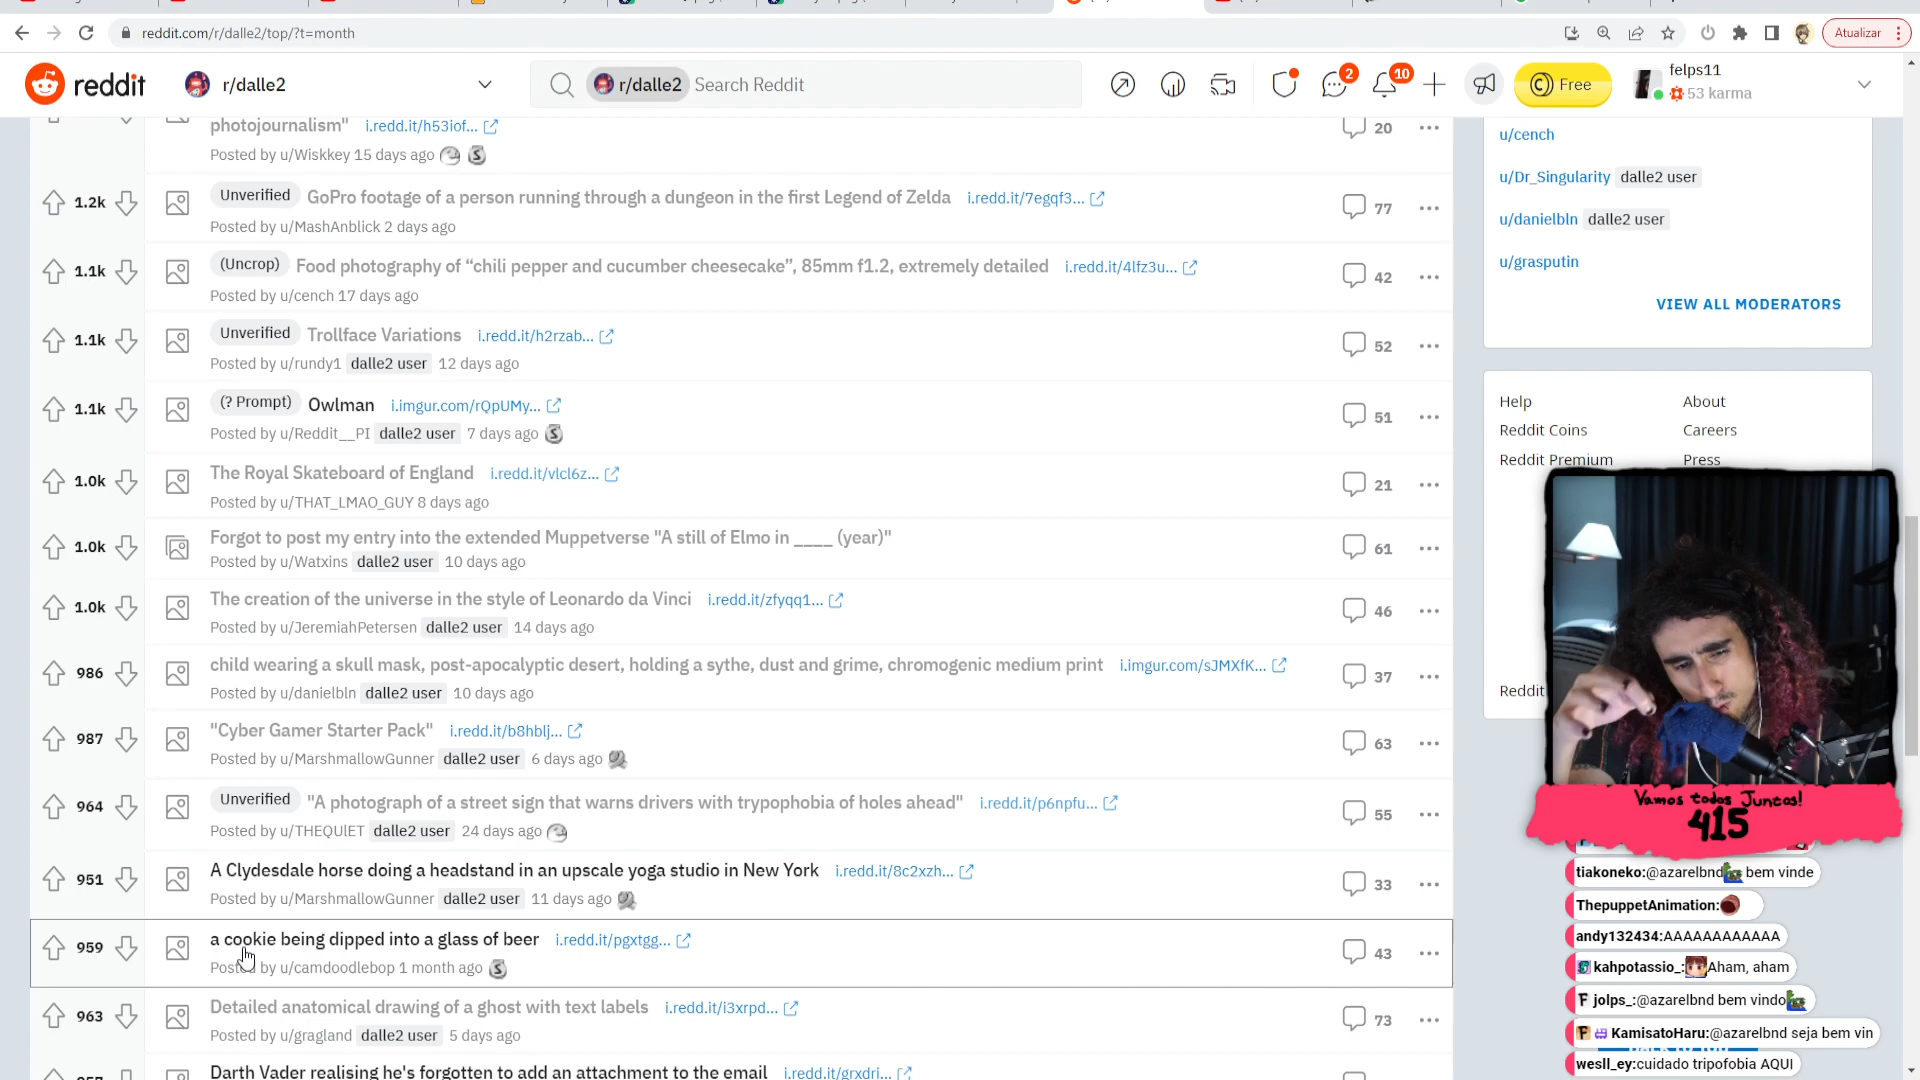 reddit.com/r/dalle2/top/?t=month
Atualizar
reddit
r/dalle2
r/dalle2 Search Reddit
2
10
Free
felps11
53 karma
photojournalism" i.redd.it/h53iof...
Posted by u/Wiskkey 15 days ago
20
1.2k
Unverified GoPro footage of a person running through a dungeon in the first Legend of Zelda i.redd.it/7egqf3...
Posted by u/MashAnblick 2 days ago
77
1.1k
(Uncrop) Food photography of “chili pepper and cucumber cheesecake”, 85mm f1.2, extremely detailed i.redd.it/4lfz3u...
Posted by u/cench 17 days ago
42
1.1k
Unverified Trollface Variations i.redd.it/h2rzab...
Posted by u/rundy1 dalle2 user 12 days ago
52
1.1k
(? Prompt) Owlman i.imgur.com/rQpUMy...
Posted by u/Reddit__PI dalle2 user 7 days ago
51
1.0k
The Royal Skateboard of England i.redd.it/vlcl6z...
Posted by u/THAT_LMAO_GUY 8 days ago
21
1.0k
Forgot to post my entry into the extended Muppetverse "A still of Elmo in ____ (year)"
Posted by u/Watxins dalle2 user 10 days ago
61
1.0k
The creation of the universe in the style of Leonardo da Vinci i.redd.it/zfyqq1...
Posted by u/JeremiahPetersen dalle2 user 14 days ago
46
986
child wearing a skull mask, post-apocalyptic desert, holding a sythe, dust and grime, chromogenic medium print i.imgur.com/sJMXfK...
Posted by u/danielbln dalle2 user 10 days ago
37
987
"Cyber Gamer Starter Pack" i.redd.it/b8hblj...
Posted by u/MarshmallowGunner dalle2 user 6 days ago
63
964
Unverified "A photograph of a street sign that warns drivers with trypophobia of holes ahead" i.redd.it/p6npfu...
Posted by u/THEQUIET dalle2 user 24 days ago
55
951
A Clydesdale horse doing a headstand in an upscale yoga studio in New York i.redd.it/8c2xzh...
Posted by u/MarshmallowGunner dalle2 user 11 days ago
33
959
a cookie being dipped into a glass of beer i.redd.it/pgxtgg...
Posted by u/camdoodlebop 1 month ago
43
963
Detailed anatomical drawing of a ghost with text labels i.redd.it/i3xrpd...
Posted by u/gragland dalle2 user 5 days ago
73
Darth Vader realising he's forgotten to add an attachment to the email i.redd.it/grxdri...
u/cench
u/Dr_Singularity dalle2 user
u/danielbln dalle2 user
u/grasputin
VIEW ALL MODERATORS
Help About
Reddit Coins Careers
Reddit Premium Press
Reddit
Vamos todos Juntos!
415
tiakoneko:@azarelbnd bem vinde
ThepuppetAnimation:
andy132434:AAAAAAAAAAAA
kahpotassio_: Aham, aham
jolps_:@azarelbnd bem vindo
KamisatoHaru:@azarelbnd seja bem vin
wesll_ey:cuidado tripofobia AQUI